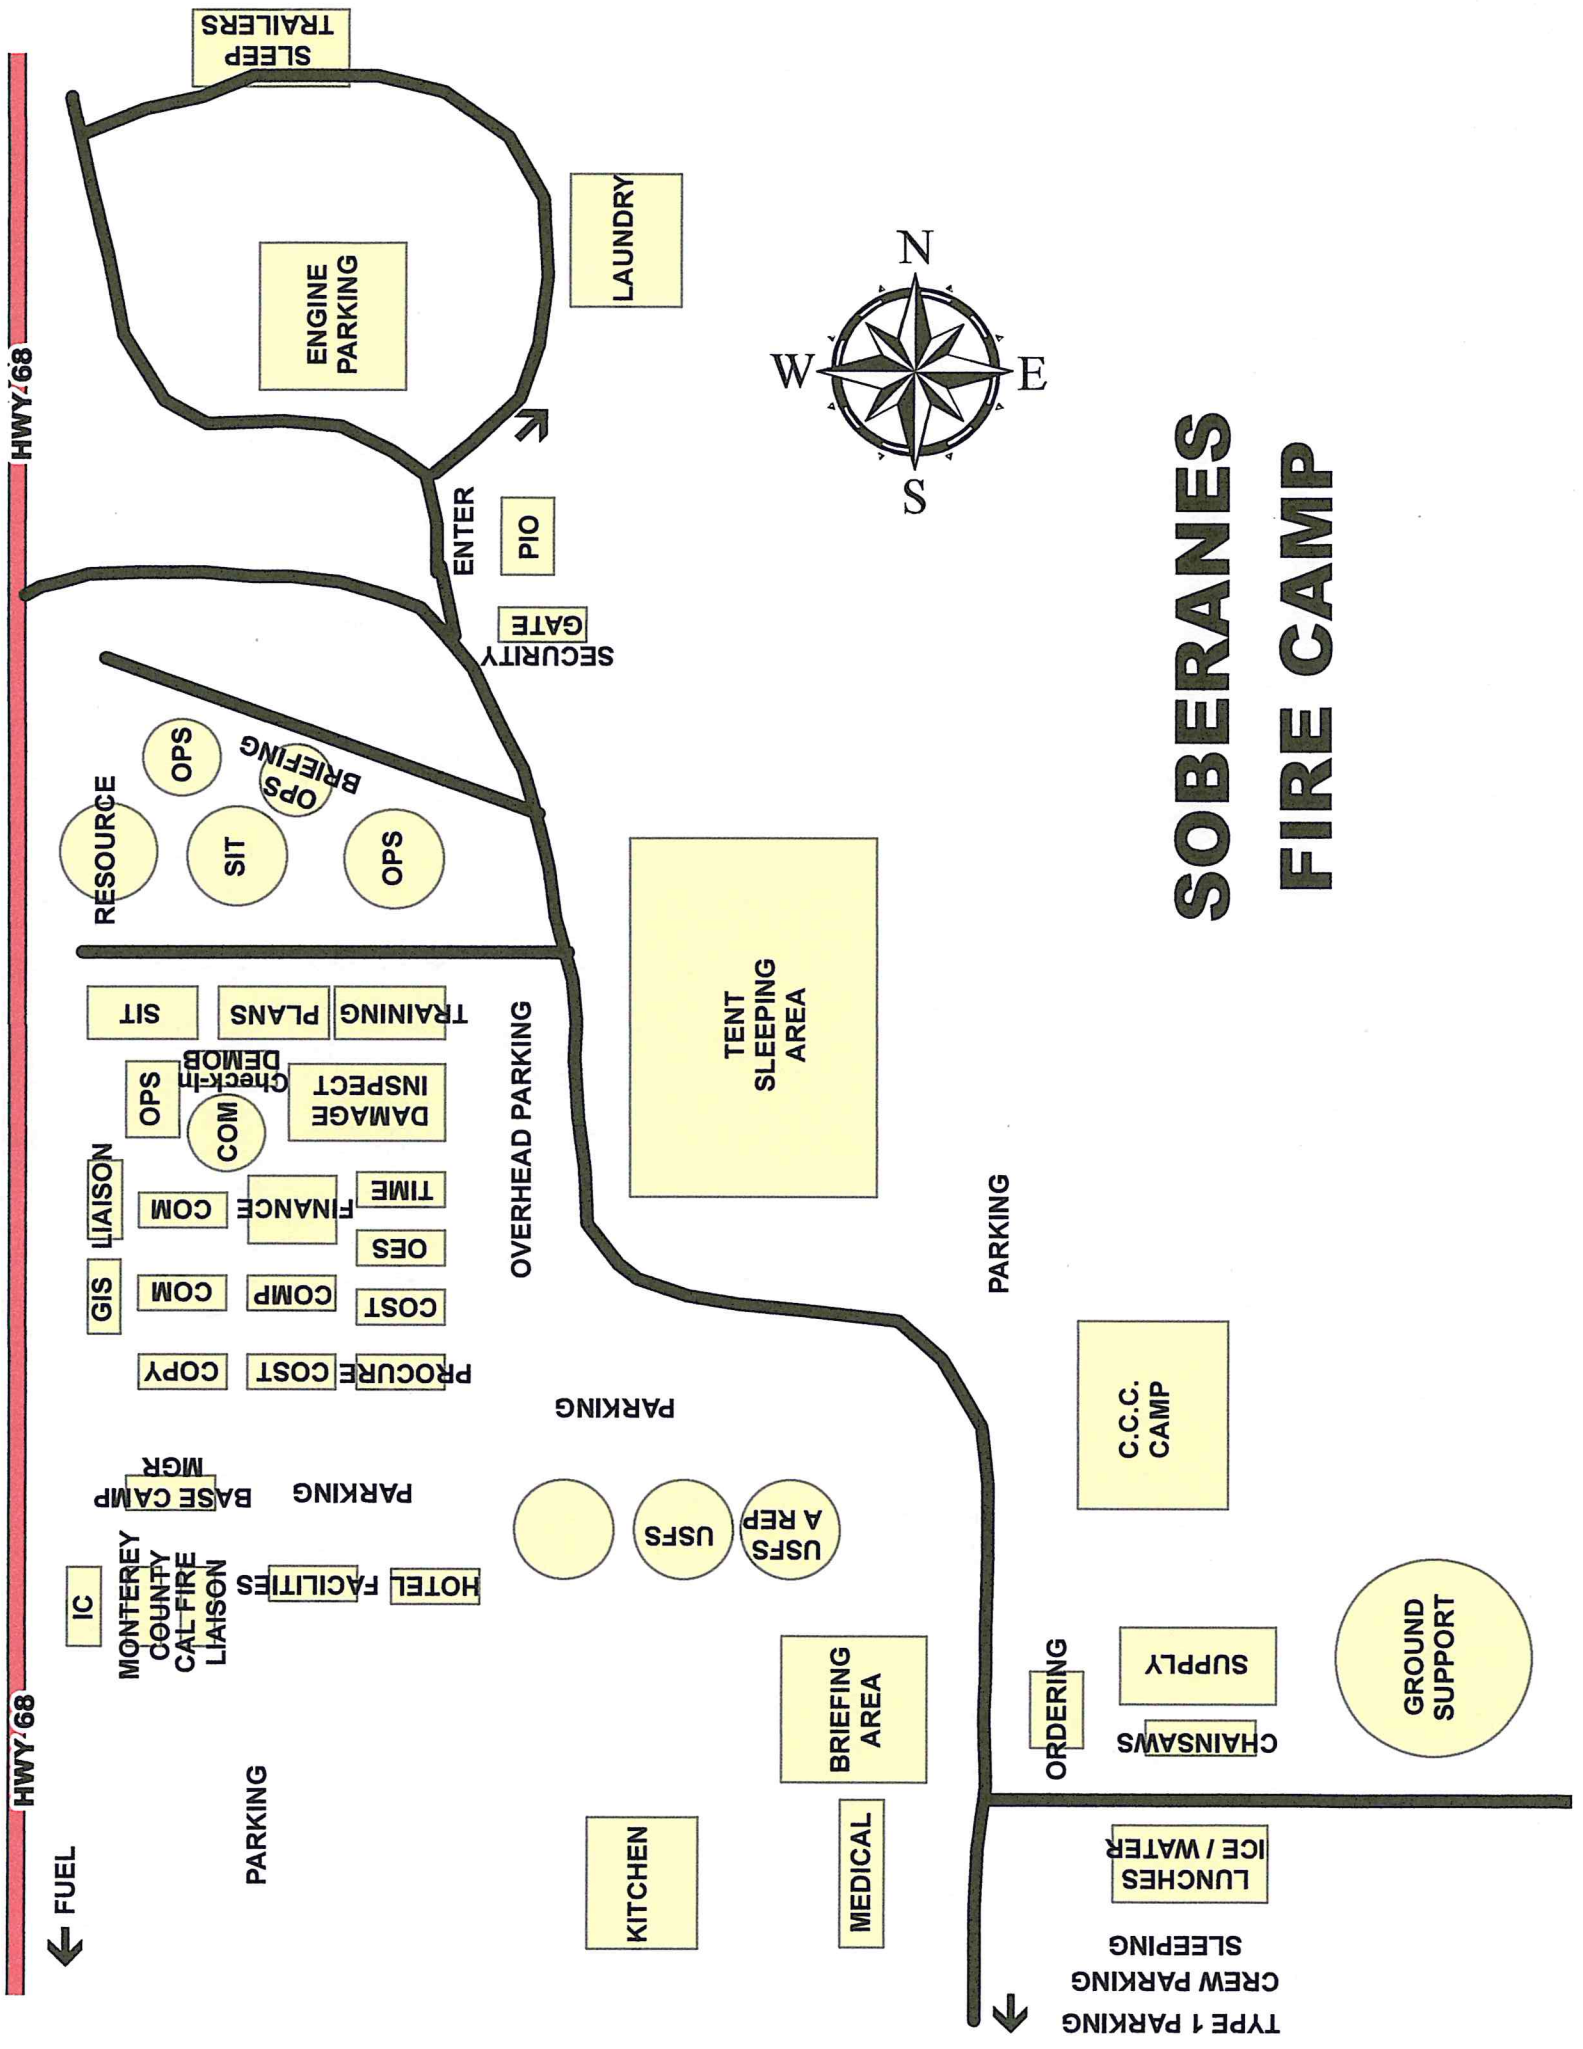 SLEEP
TRAILERS
HWY 68
ENGINE
PARKING
LAUNDRY
N
W
E
S
ENTER
PIO
SECURITY
GATE
SOBERANES
FIRE CAMP
OPS
OPS
BRIEFING
RESOURCE
SIT
OPS
SIT
PLANS
TRAINING
OPS
Check-In
DEMOB
COM
DAMAGE
INSPECT
LIAISON
COM
FINANCE
TIME
OES
GIS
COM
COMP
COST
COPY
COST
PROCURE
OVERHEAD PARKING
TENT
SLEEPING
AREA
PARKING
PARKING
BASE CAMP
MGR
PARKING
IC
MONTEREY
COUNTY
CAL FIRE
LIAISON
FACILITIES
HOTEL
USFS
USFS
A REP
C.C.C.
CAMP
HWY 68
PARKING
FUEL
BRIEFING
AREA
KITCHEN
MEDICAL
ORDERING
SUPPLY
CHAINSAWS
GROUND
SUPPORT
LUNCHES
ICE / WATER
SLEEPING
CREW PARKING
TYPE 1 PARKING